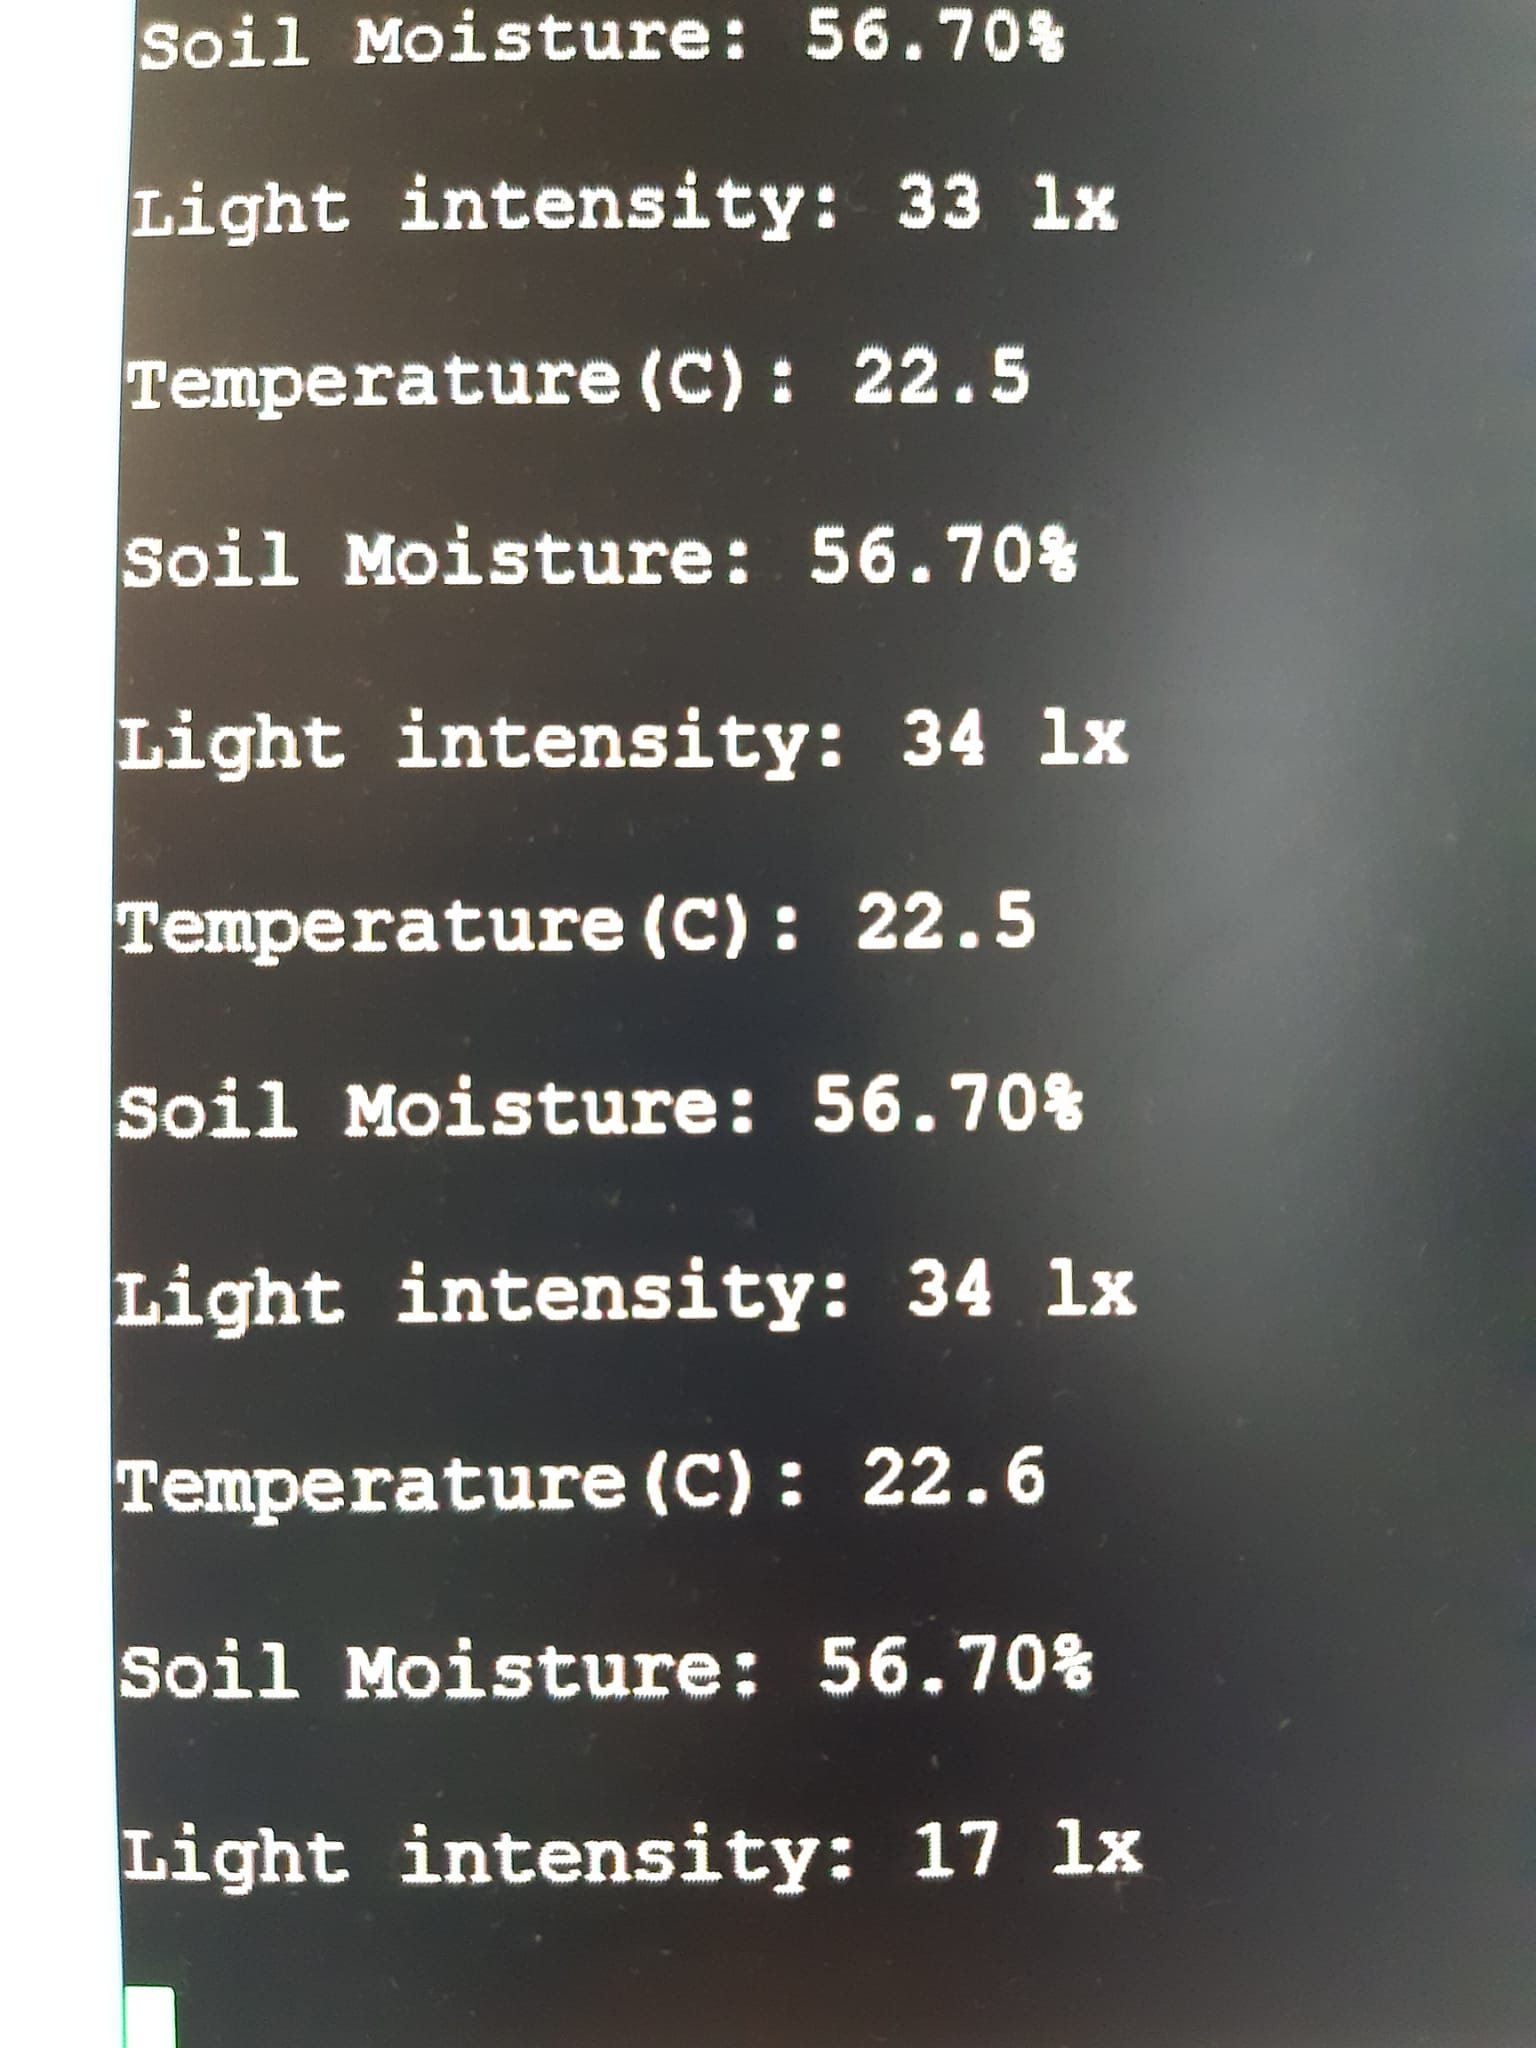 Soil Moisture: 56.70%
Light intensity: 33 lx
Temperature(C): 22.5
Soil Moisture: 56.70%
Light intensity: 34 lx
Temperature(C): 22.5
Soil Moisture: 56.70%
Light intensity: 34 lx
Temperature(C): 22.6
Soil Moisture: 56.70%
Light intensity: 17 lx